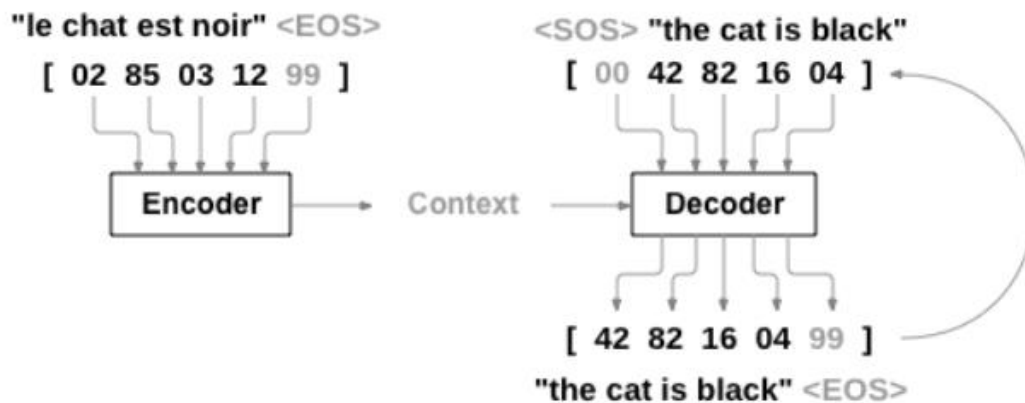 "le chat est noir" <EOS>
[ 02 85 03 12 99 ]
Encoder
Context
<SOS> "the cat is black"
[ 00 42 82 16 04 ]
Decoder
[ 42 82 16 04 99 ]
"the cat is black" <EOS>